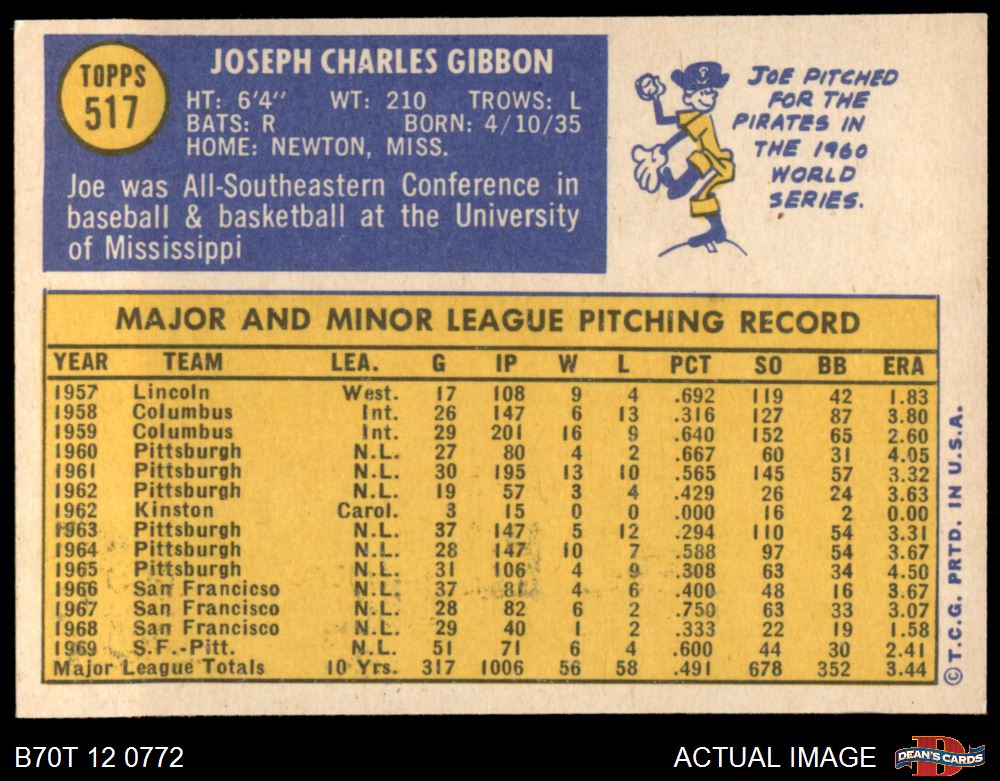 TOPPS
517
JOSEPH CHARLES GIBBON
HT: 6'4" WT: 210 TROWS: L
BATS: R BORN: 4/10/35
HOME: NEWTON, MISS.
Joe was All-Southeastern Conference in
baseball & basketball at the University
of Mississippi
JOE PITCHED
FOR THE
PIRATES IN
THE 1960
WORLD
SERIES.
P
MAJOR AND MINOR LEAGUE PITCHING RECORD
YEAR TEAM LEA. G IP W L PCT SO BB ERA
1957 Lincoln West. 17 108 9 4 .692 119 42 1.83
1958 Columbus Int. 26 147 6 13 .316 127 87 3.80
1959 Columbus Int. 29 201 16 9 .640 152 65 2.60
1960 Pittsburgh N.L. 27 80 4 2 .667 60 31 4.05
1961 Pittsburgh N.L. 30 195 13 10 .565 145 57 3.32
1962 Pittsburgh N.L. 19 57 3 4 .429 26 24 3.63
1962 Kinston Carol. 3 15 0 0 .000 16 2 0.00
1963 Pittsburgh N.L. 37 147 5 12 .294 110 54 3.31
1964 Pittsburgh N.L. 28 147 10 7 .588 97 54 3.67
1965 Pittsburgh N.L. 31 106 4 9 .308 63 34 4.50
1966 San Francicso N.L. 37 81 4 6 .400 48 16 3.67
1967 San Francisco N.L. 28 82 6 2 .750 63 33 3.07
1968 San Francisco N.L. 29 40 1 2 .333 22 19 1.58
1969 S.F.-Pitt. N.L. 51 71 6 4 .600 44 30 2.41
Major League Totals 10 Yrs. 317 1006 56 58 .491 678 352 3.44
© T.C.G. PRTD. IN U.S.A.
B70T 12 0772
ACTUAL IMAGE
D
DEAN'S CARDS